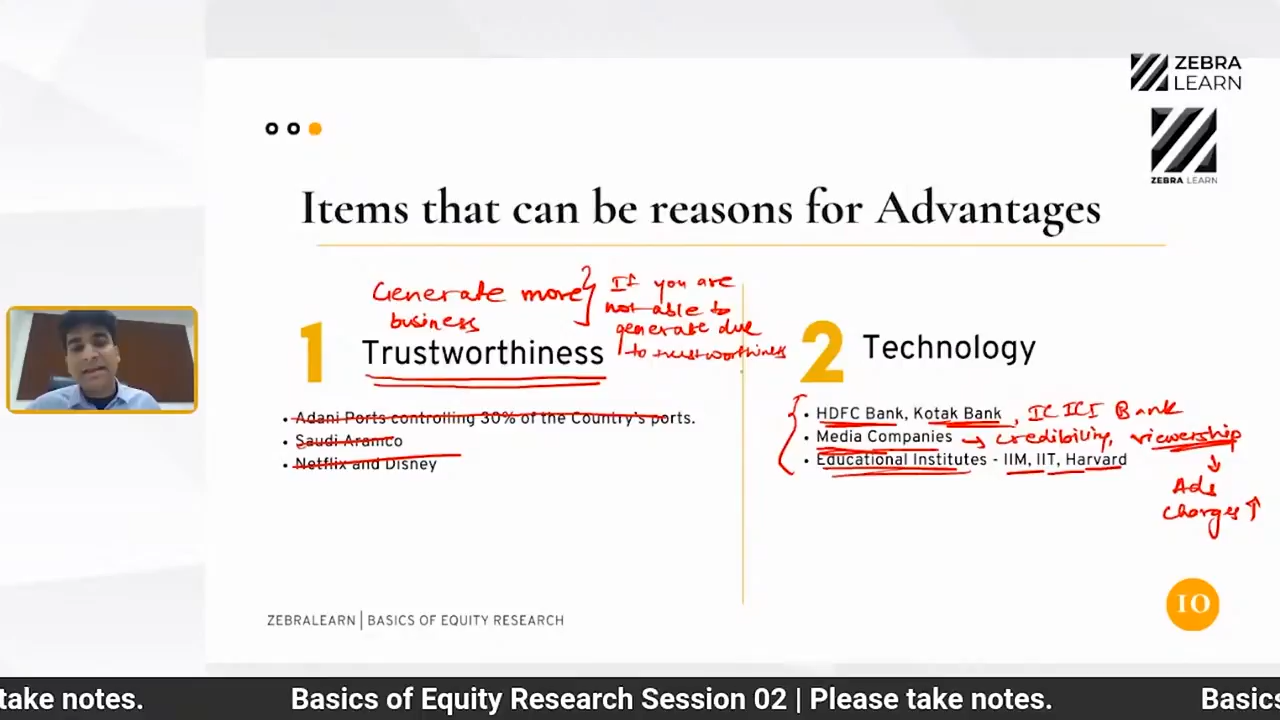 ZEBRA
LEARN
ZEBRA LEARN
Items that can be reasons for Advantages
Generate more
business
If you are
not able to
generate due
to trustworthiness
1
Trustworthiness
• Adani Ports controlling 30% of the Country's ports.
• Saudi Aramco
• Netflix and Disney
2
Technology
• HDFC Bank, Kotak Bank, ICICI Bank
• Media Companies → credibility, viewership
• Educational Institutes - IIM, IIT, Harvard
↓
Ads
charges ↑
ZEBRALEARN | BASICS OF EQUITY RESEARCH
10
take notes.
Basics of Equity Research Session 02 | Please take notes.
Basics